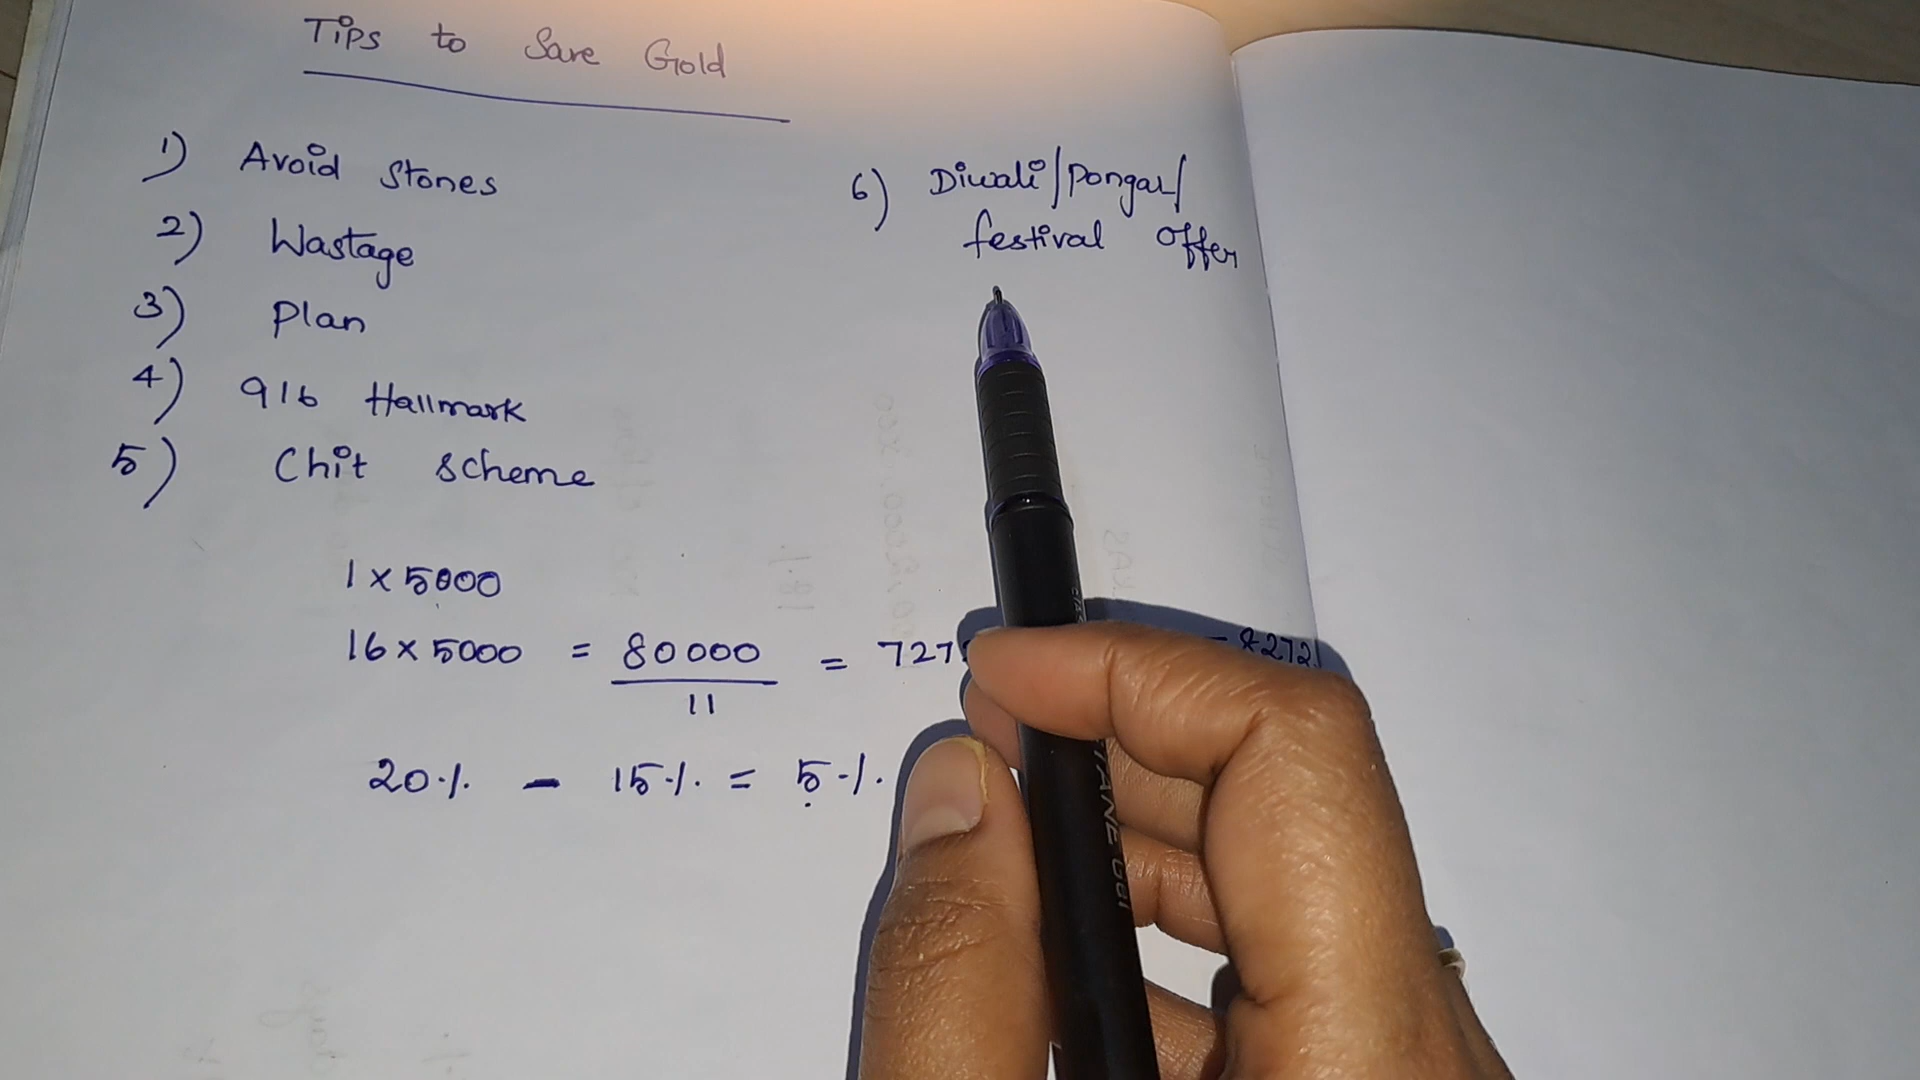 Tips to Save Gold
1) Avoid Stones
2) Wastage
3) Plan
4) 916 Hallmark
5) Chit scheme
1 x 5000
16 x 5000 = 80000 / 11 = 727
20% - 15% = 5%
6) Diwali/Pongal/
festival offer